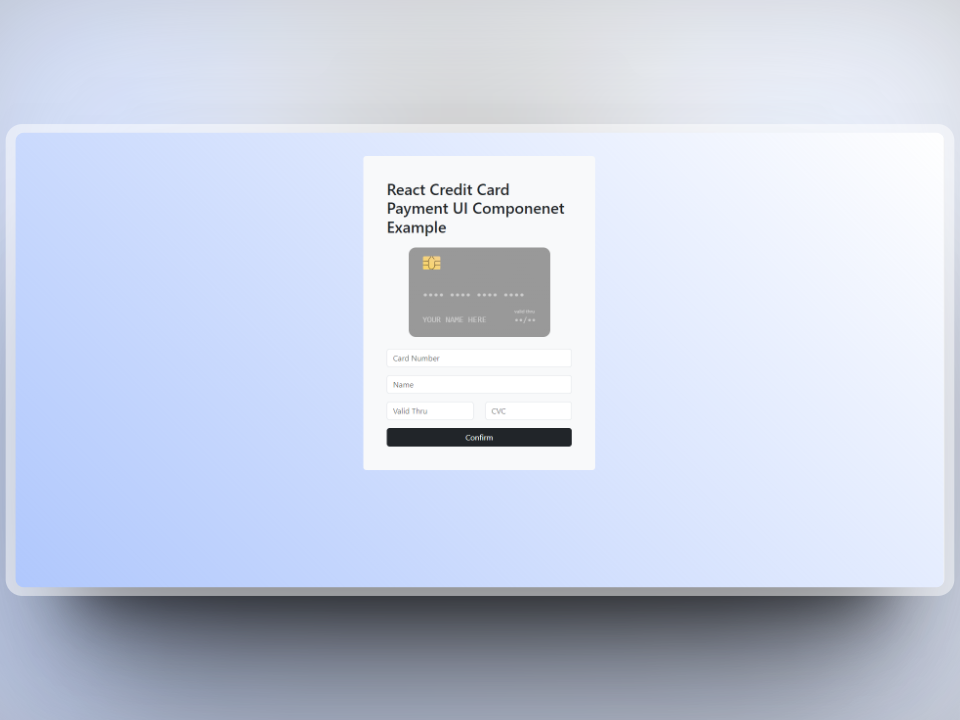 React Credit Card
Payment UI Componenet
Example
•••• •••• •••• ••••
valid thru
YOUR NAME HERE ••/••
Card Number
Name
Valid Thru CVC
Confirm